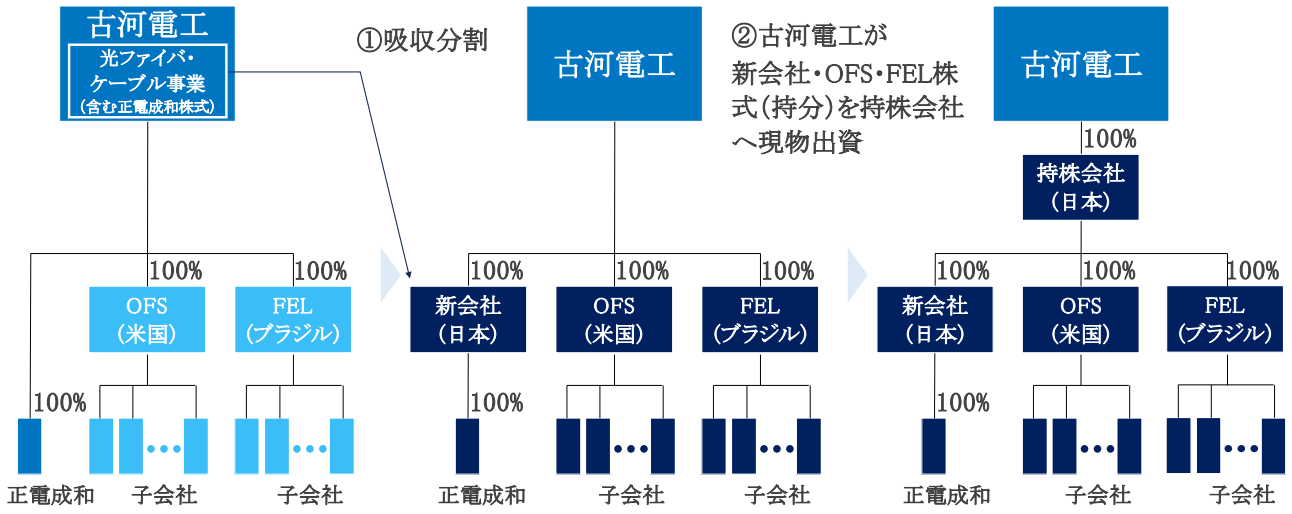 古河電工
光ファイバ・
ケーブル事業
(含む正電成和株式)
100%
100%
OFS
(米国)
FEL
(ブラジル)
100%
正電成和
子会社
子会社
①吸収分割
古河電工
100%
100%
100%
新会社
(日本)
OFS
(米国)
FEL
(ブラジル)
100%
正電成和
子会社
子会社
②古河電工が
新会社・OFS・FEL株
式(持分)を持株会社
へ現物出資
古河電工
100%
持株会社
(日本)
100%
100%
100%
新会社
(日本)
OFS
(米国)
FEL
(ブラジル)
100%
正電成和
子会社
子会社